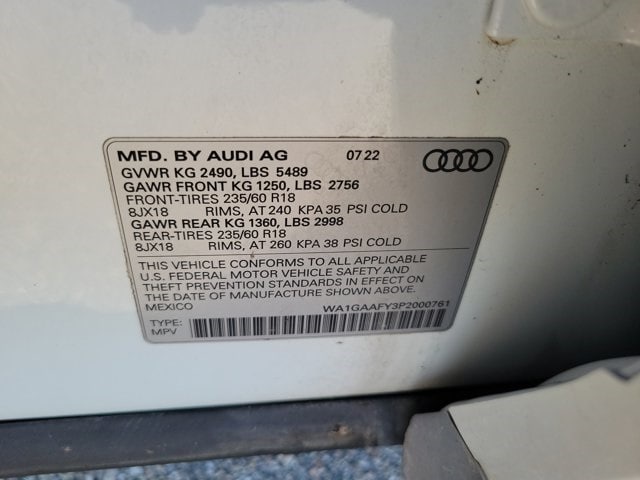 MFD. BY AUDI AG 07 22
GVWR KG 2490, LBS 5489
GAWR FRONT KG 1250, LBS 2756
FRONT-TIRES 235/60 R18
8JX18 RIMS, AT 240 KPA 35 PSI COLD
GAWR REAR KG 1360, LBS 2998
REAR-TIRES 235/60 R18
8JX18 RIMS, AT 260 KPA 38 PSI COLD
THIS VEHICLE CONFORMS TO ALL APPLICABLE
U.S. FEDERAL MOTOR VEHICLE SAFETY AND
THEFT PREVENTION STANDARDS IN EFFECT ON
THE DATE OF MANUFACTURE SHOWN ABOVE.
MEXICO WA1GAAFY3P2000761
TYPE:
MPV